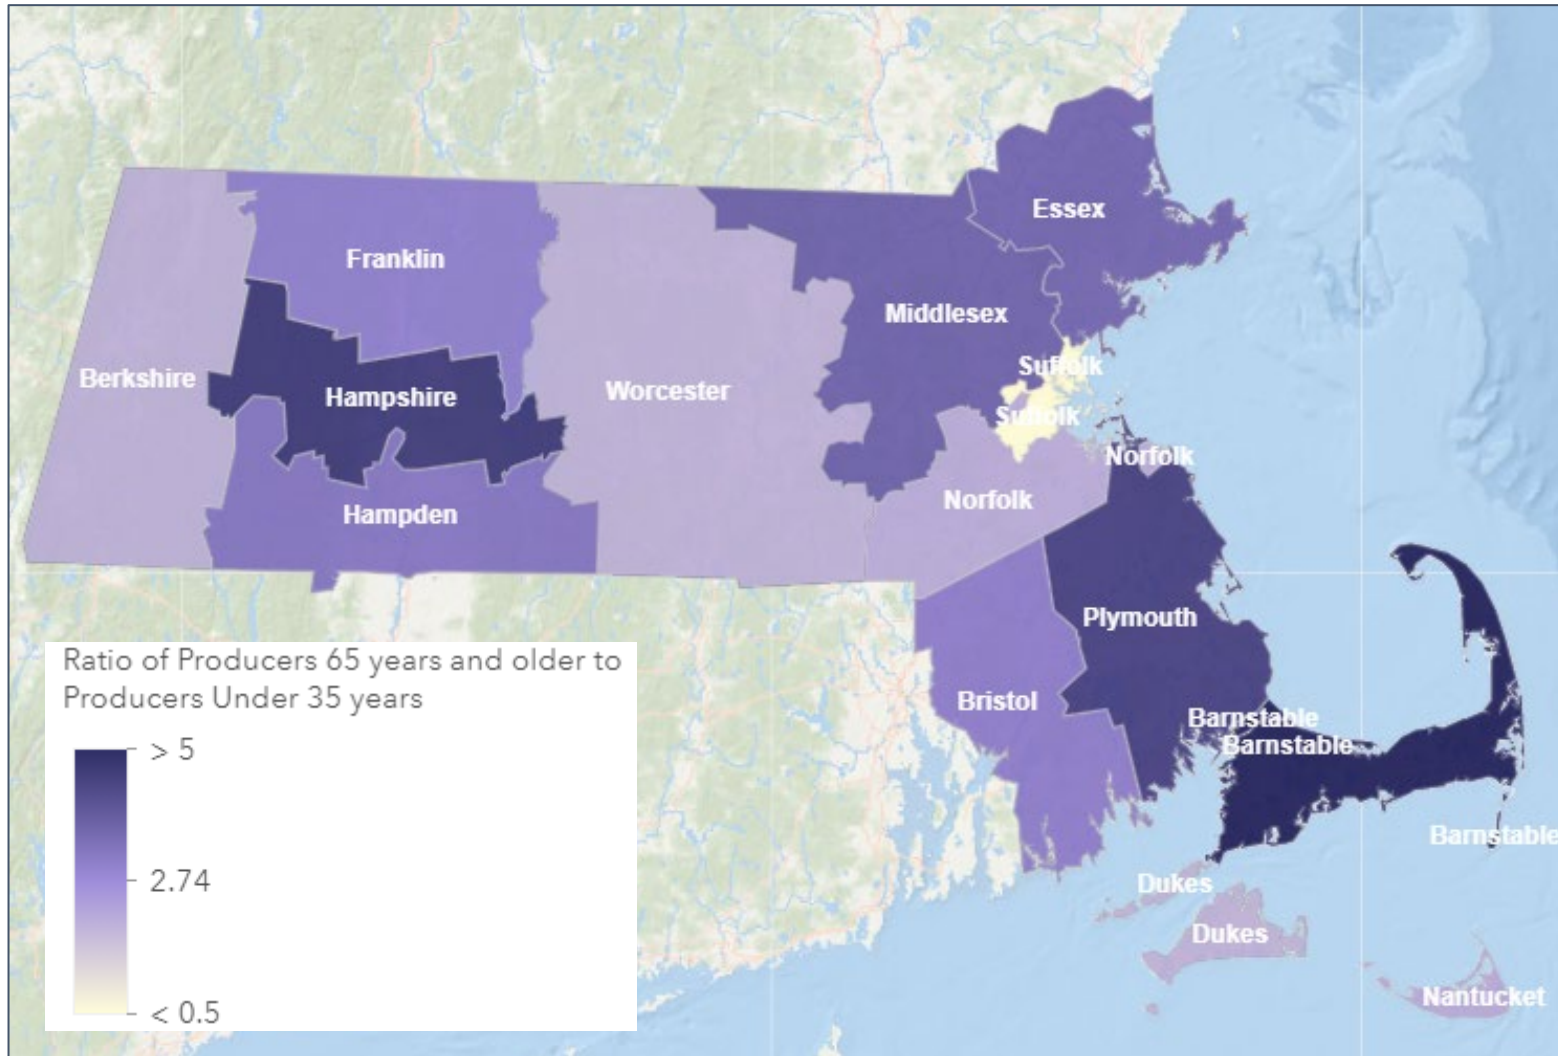 Essex
Franklin
Middlesex
Suffolk
Berkshire
Hampshire
Worcester
Suffolk
Norfolk
Norfolk
Hampden
Plymouth
Ratio of Producers 65 years and older to
Producers Under 35 years
Bristol
Barnstable
Barnstable
> 5
Barnstable
2.74
Dukes
Dukes
Nantucket
< 0.5